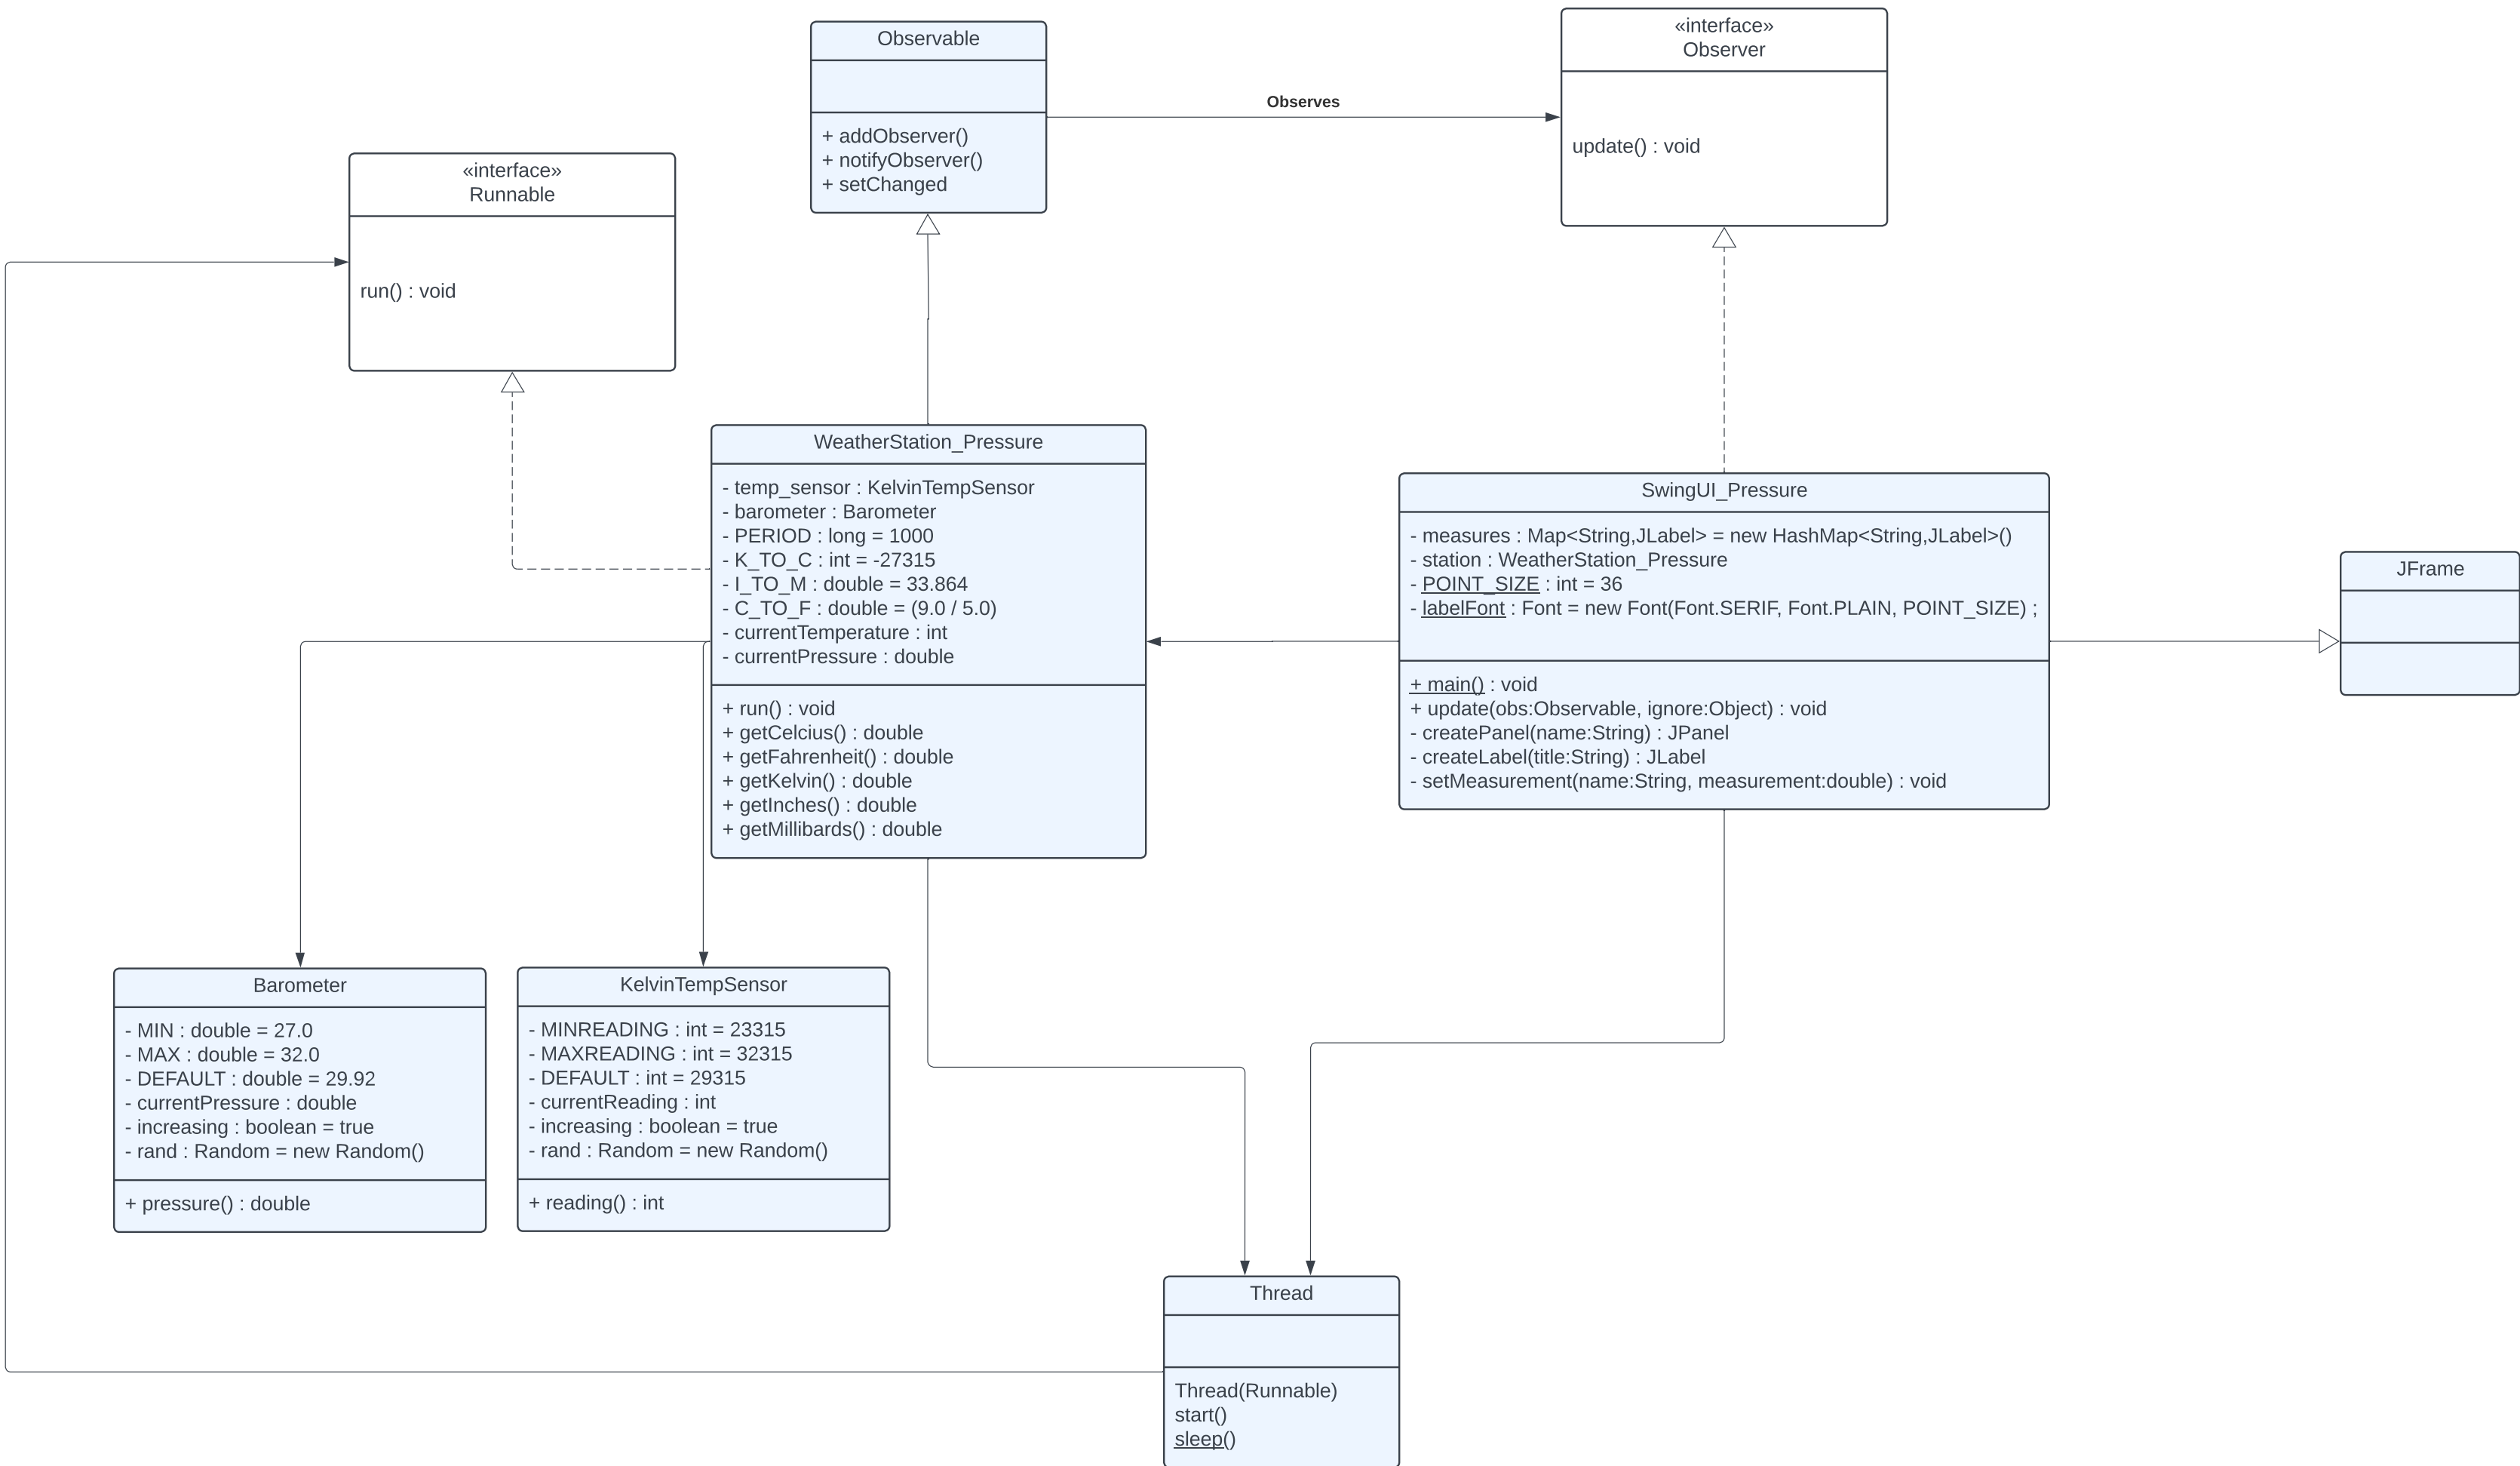 Observable
+ addObserver()
+ notifyObserver()
+ setChanged
Observes
«interface»
Observer
update() : void
«interface»
Runnable
run() : void
WeatherStation_Pressure
- temp_sensor : KelvinTempSensor
- barometer : Barometer
- PERIOD : long = 1000
- K_TO_C : int = -27315
- I_TO_M : double = 33.864
- C_TO_F : double = (9.0 / 5.0)
- currentTemperature : int
- currentPressure : double
+ run() : void
+ getCelcius() : double
+ getFahrenheit() : double
+ getKelvin() : double
+ getInches() : double
+ getMillibards() : double
SwingUI_Pressure
- measures : Map<String,JLabel> = new HashMap<String,JLabel>()
- station : WeatherStation_Pressure
- POINT_SIZE : int = 36
- labelFont : Font = new Font(Font.SERIF, Font.PLAIN, POINT_SIZE) ;
+ main() : void
+ update(obs:Observable, ignore:Object) : void
- createPanel(name:String) : JPanel
- createLabel(title:String) : JLabel
- setMeasurement(name:String, measurement:double) : void
JFrame
Barometer
- MIN : double = 27.0
- MAX : double = 32.0
- DEFAULT : double = 29.92
- currentPressure : double
- increasing : boolean = true
- rand : Random = new Random()
+ pressure() : double
KelvinTempSensor
- MINREADING : int = 23315
- MAXREADING : int = 32315
- DEFAULT : int = 29315
- currentReading : int
- increasing : boolean = true
- rand : Random = new Random()
+ reading() : int
Thread
Thread(Runnable)
start()
sleep()